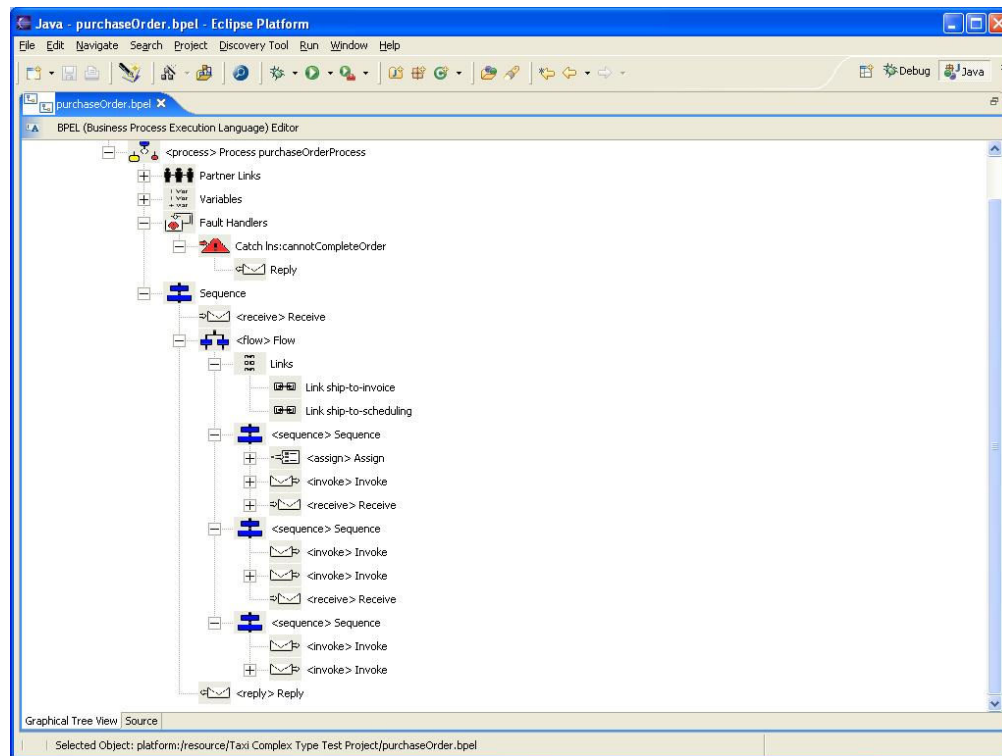 Java - purchaseOrder.bpel - Eclipse Platform
File Edit Navigate Search Project Discovery Tool Run Window Help
Debug Java
purchaseOrder.bpel
BPEL (Business Process Execution Language) Editor
<process> Process purchaseOrderProcess
Partner Links
Variables
Fault Handlers
Catch lns:cannotCompleteOrder
Reply
Sequence
<receive> Receive
<flow> Flow
Links
Link ship-to-invoice
Link ship-to-scheduling
<sequence> Sequence
<assign> Assign
<invoke> Invoke
<receive> Receive
<sequence> Sequence
<invoke> Invoke
<invoke> Invoke
<receive> Receive
<sequence> Sequence
<invoke> Invoke
<invoke> Invoke
<reply> Reply
Graphical Tree View Source
Selected Object: platform:/resource/Taxi Complex Type Test Project/purchaseOrder.bpel